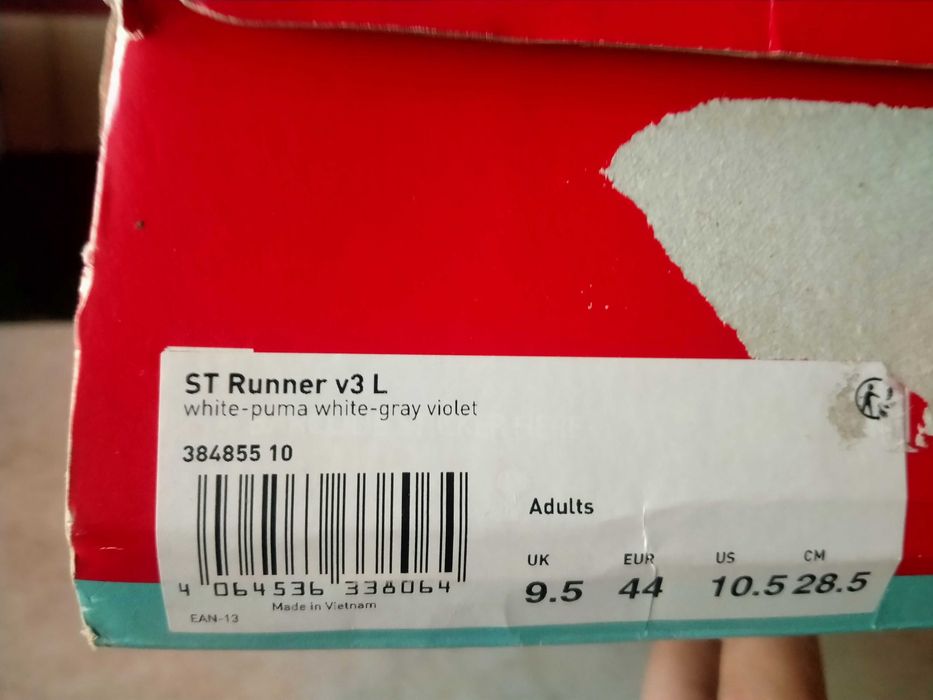 ST Runner v3 L
white-puma white-gray violet
384855 10
4 064536 338064
Made in Vietnam
EAN-13
Adults
UK EUR US CM
9.5 44 10.5 28.5